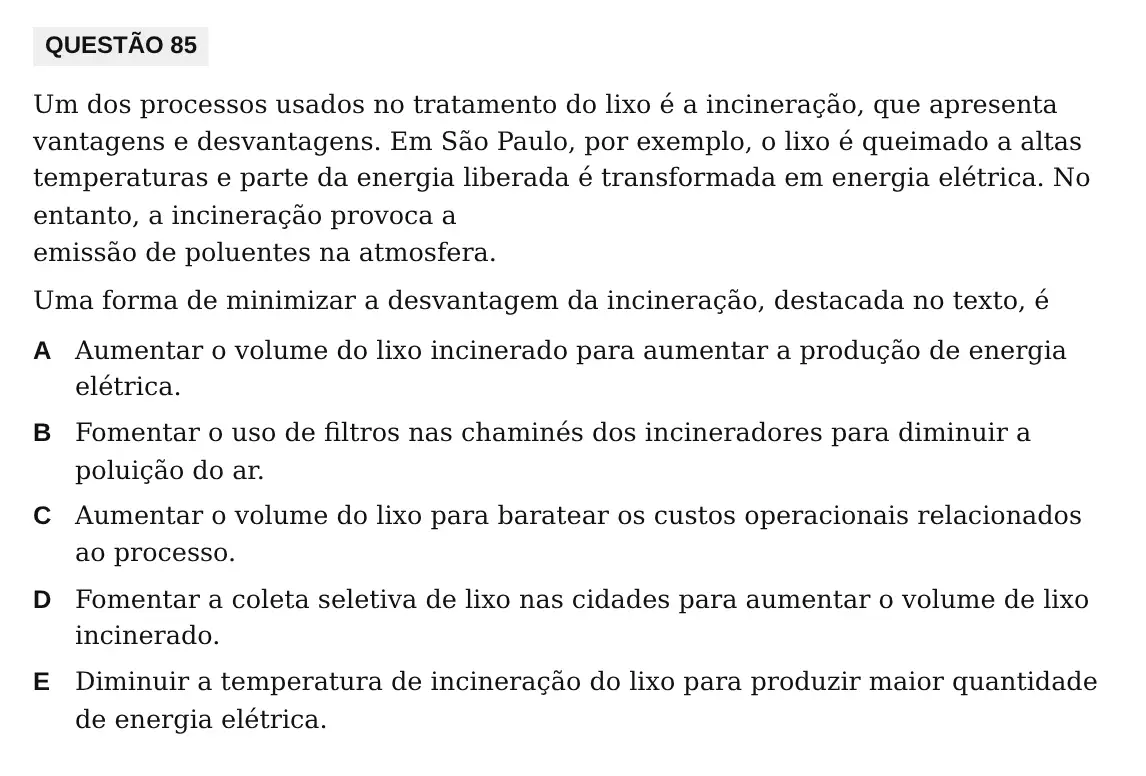 QUESTÃO 85
Um dos processos usados no tratamento do lixo é a incineração, que apresenta
vantagens e desvantagens. Em São Paulo, por exemplo, o lixo é queimado a altas
temperaturas e parte da energia liberada é transformada em energia elétrica. No
entanto, a incineração provoca a
emissão de poluentes na atmosfera.
Uma forma de minimizar a desvantagem da incineração, destacada no texto, é
A Aumentar o volume do lixo incinerado para aumentar a produção de energia
elétrica.
B Fomentar o uso de filtros nas chaminés dos incineradores para diminuir a
poluição do ar.
C Aumentar o volume do lixo para baratear os custos operacionais relacionados
ao processo.
D Fomentar a coleta seletiva de lixo nas cidades para aumentar o volume de lixo
incinerado.
E Diminuir a temperatura de incineração do lixo para produzir maior quantidade
de energia elétrica.